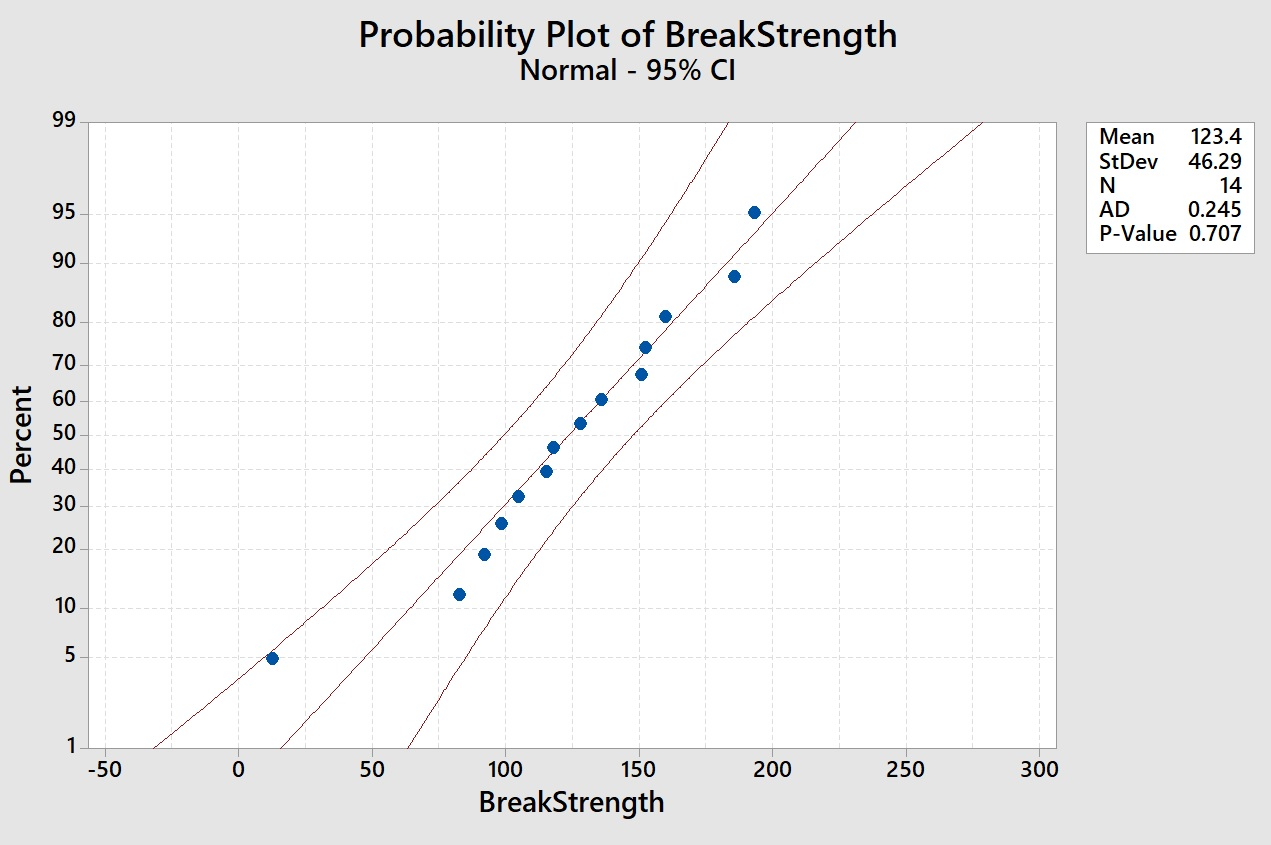 Probability Plot of BreakStrength
Normal - 95% CI
99
95
90
80
70
60
50
40
30
20
10
5
1
Percent
-50 0 50 100 150 200 250 300
BreakStrength
Mean 123.4
StDev 46.29
N 14
AD 0.245
P-Value 0.707